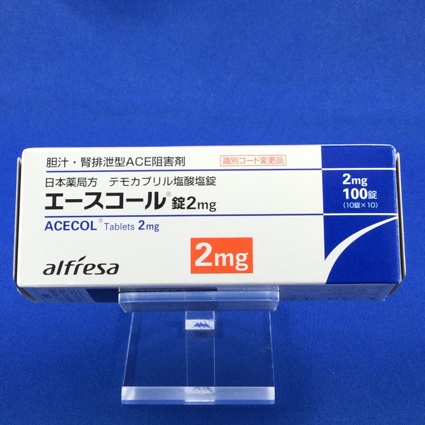 胆汁・腎排泄型ACE阻害剤
識別コード変更品
日本薬局方 テモカプリル塩酸塩錠
エースコール®錠2mg
ACECOL® Tablets 2mg
2mg
alfresa
2mg
100錠
(10錠×10)